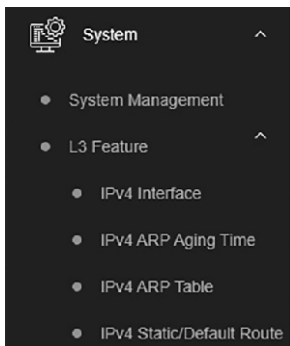 System
System Management
L3 Feature
IPv4 Interface
IPv4 ARP Aging Time
IPv4 ARP Table
IPv4 Static/Default Route